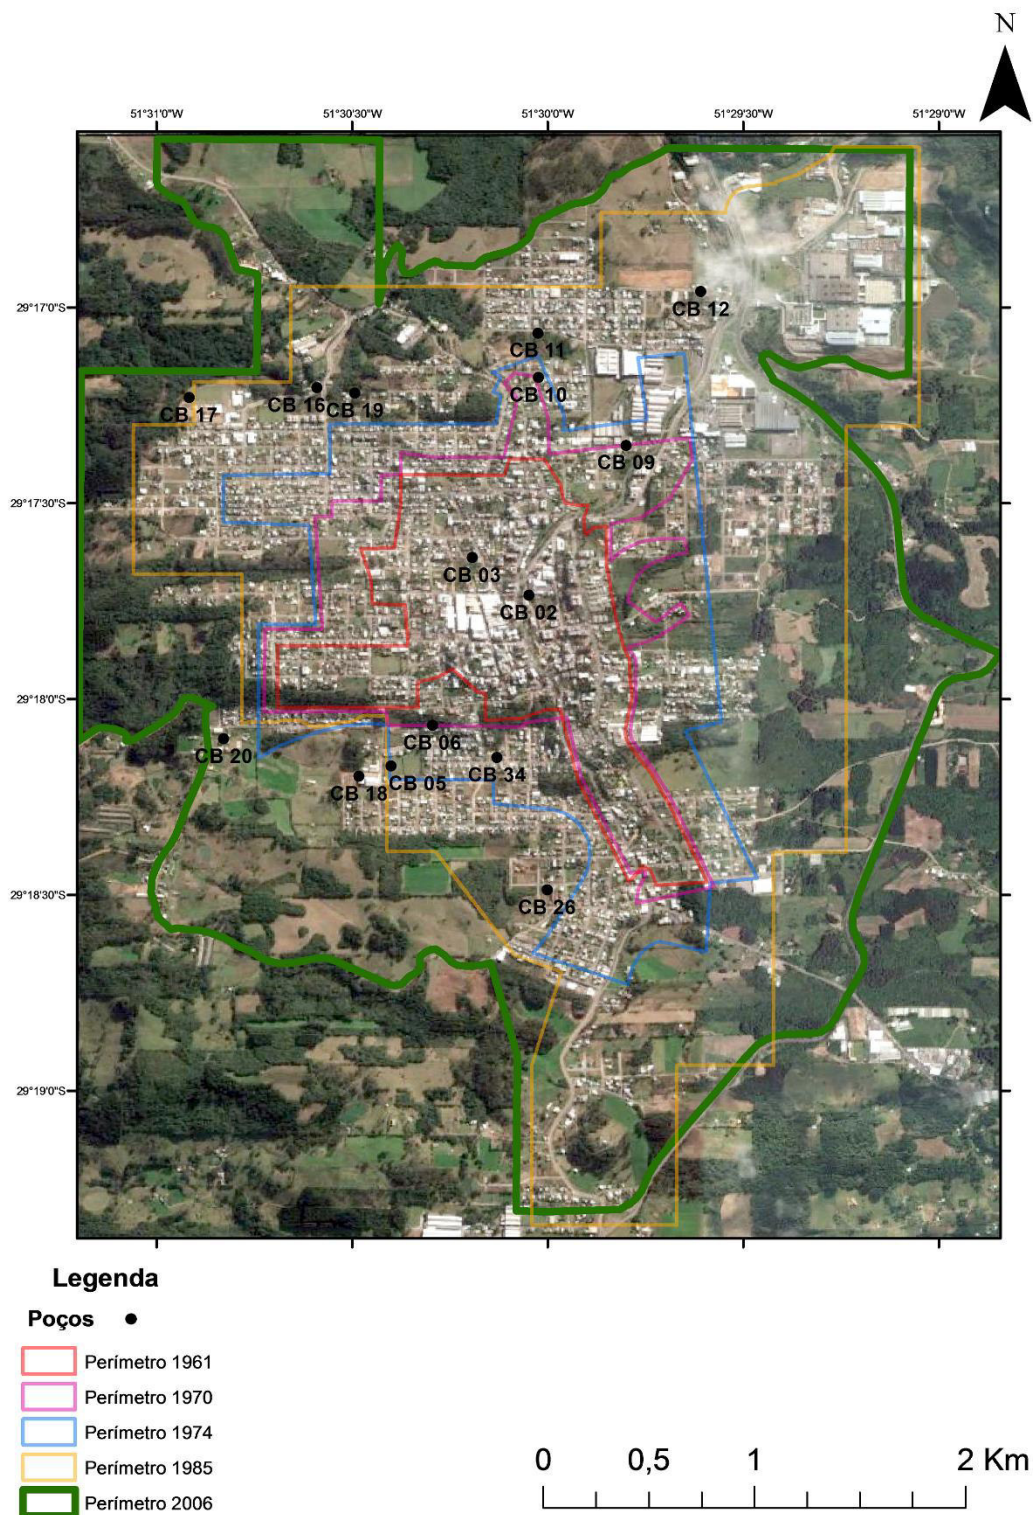 N
51°31'0"W 51°30'30"W 51°30'0"W 51°29'30"W 51°29'0"W
29°17'0"S
CB 12
CB 11
CB 10
CB 16
CB 19
CB 17
CB 09
29°17'30"S
CB 03
CB 02
29°18'0"S
CB 06
CB 20
CB 34
CB 05
CB 18
29°18'30"S
CB 26
29°19'0"S
Legenda
Poços
Perímetro 1961
Perímetro 1970
Perímetro 1974
Perímetro 1985
Perímetro 2006
0 0,5 1 2 Km